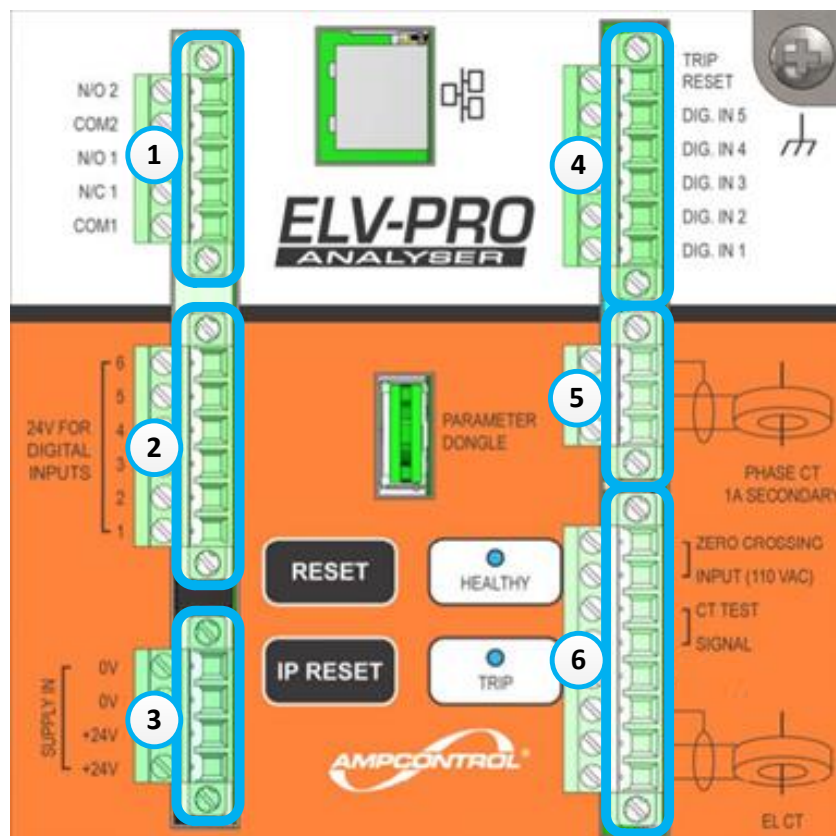 N/O 2
COM2
N/O 1
N/C 1
COM1
1
ELV-PRO
ANALYSER
4
TRIP
RESET
DIG. IN 5
DIG. IN 4
DIG. IN 3
DIG. IN 2
DIG. IN 1
24V FOR
DIGITAL
INPUTS
6
5
4
3
2
1
2
PARAMETER
DONGLE
5
PHASE CT
1A SECONDARY
RESET
HEALTHY
IP RESET
TRIP
6
ZERO CROSSING
INPUT (110 VAC)
CT TEST
SIGNAL
SUPPLY IN
0V
0V
+24V
+24V
3
AMPCONTROL®
EL CT